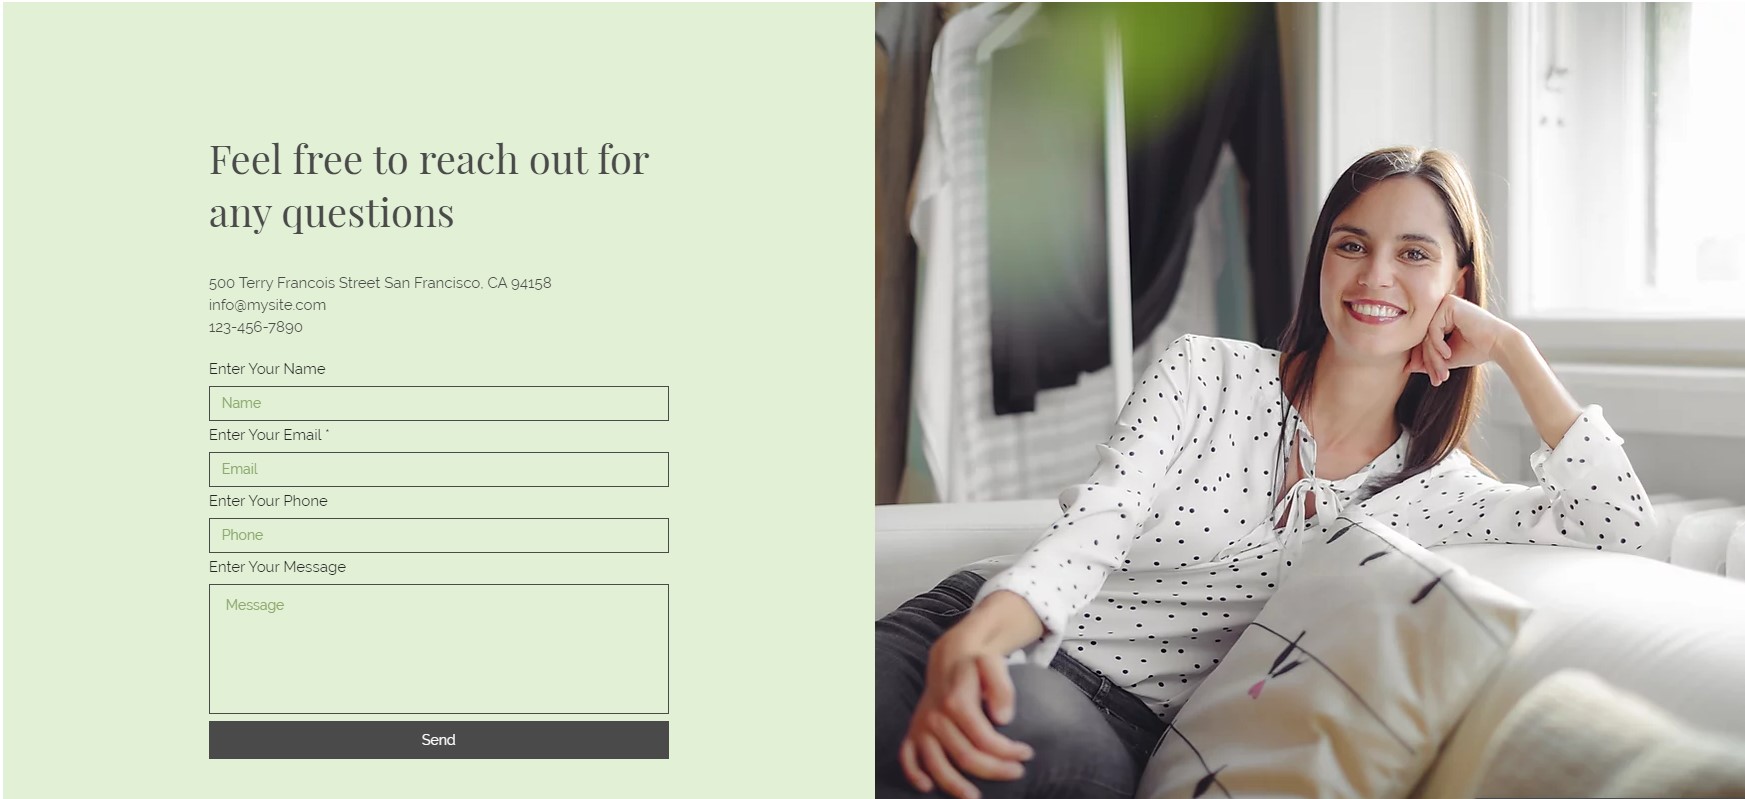 Feel free to reach out for
any questions
500 Terry Francois Street San Francisco, CA 94158
info@mysite.com
123-456-7890
Enter Your Name
Name
Enter Your Email *
Email
Enter Your Phone
Phone
Enter Your Message
Message
Send